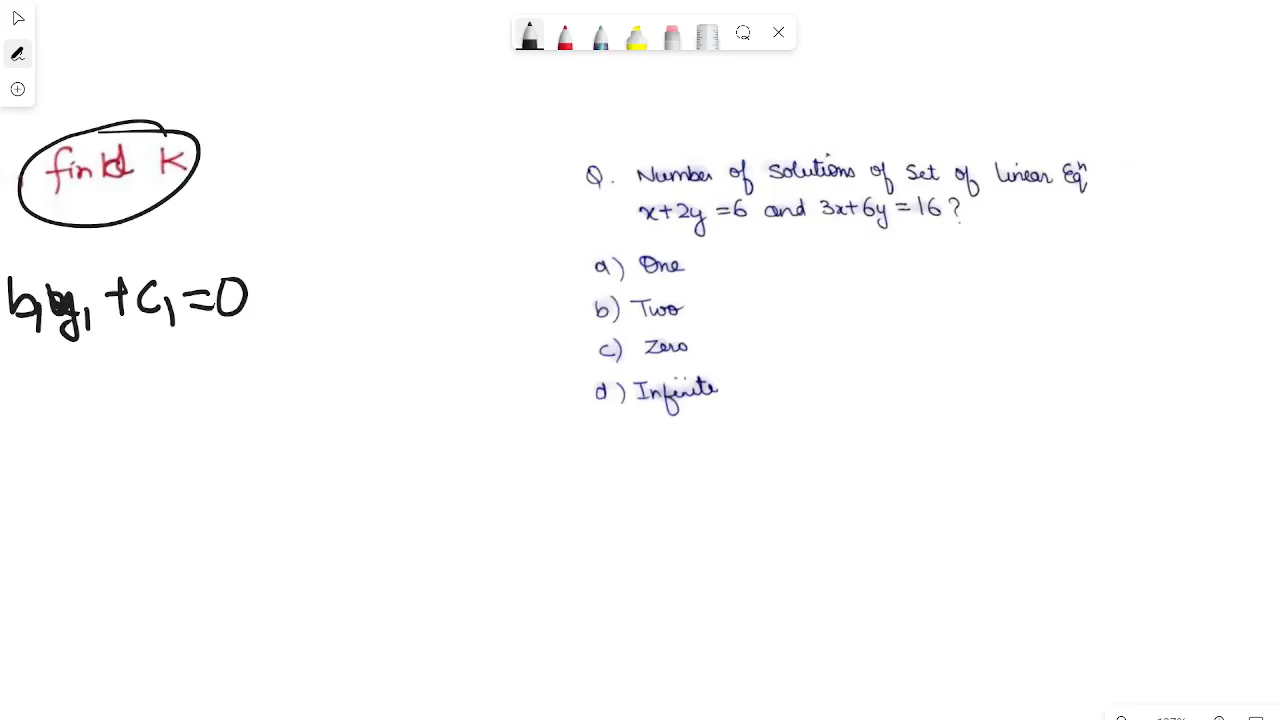 find K
b₁y₁ + c₁ = 0
Q. Number of Solutions of Set of linear Eqⁿ
x+2y = 6 and 3x+6y = 16 ?
a) One
b) Two
c) Zero
d) Infinite